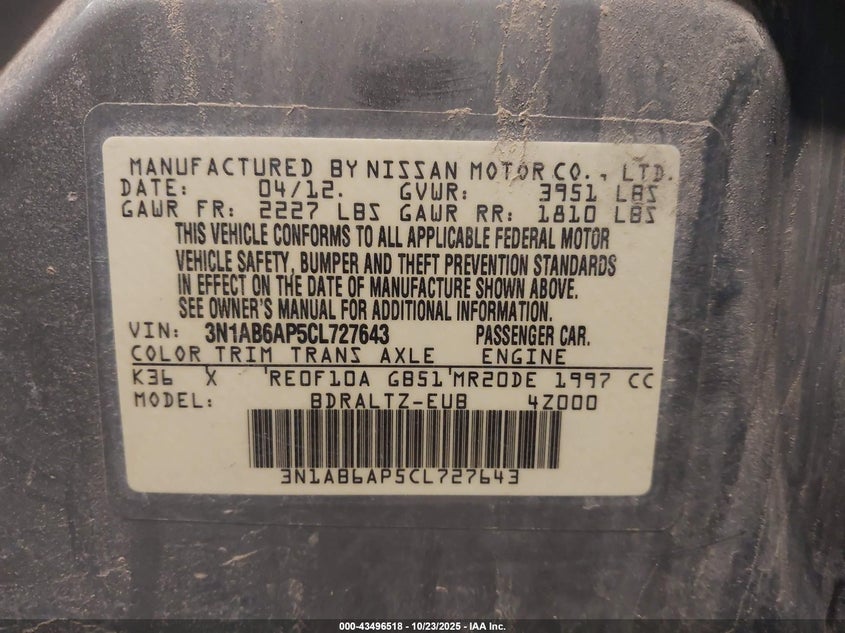 MANUFACTURED BY NISSAN MOTOR CO., LTD.
DATE: 04/12. GVWR: 3951 LBS
GAWR FR: 2227 LBS GAWR RR: 1810 LBS
THIS VEHICLE CONFORMS TO ALL APPLICABLE FEDERAL MOTOR
VEHICLE SAFETY, BUMPER AND THEFT PREVENTION STANDARDS
IN EFFECT ON THE DATE OF MANUFACTURE SHOWN ABOVE.
SEE OWNER'S MANUAL FOR ADDITIONAL INFORMATION.
VIN: 3N1AB6AP5CL727643 PASSENGER CAR.
COLOR TRIM TRANS AXLE ENGINE
K36 X 'RE0F10A GB51'MR20DE 1997 CC
MODEL: BDRALTZ-EUB 4Z000
3N1AB6AP5CL727643
000-43496518 - 10/23/2025 - IAA Inc.